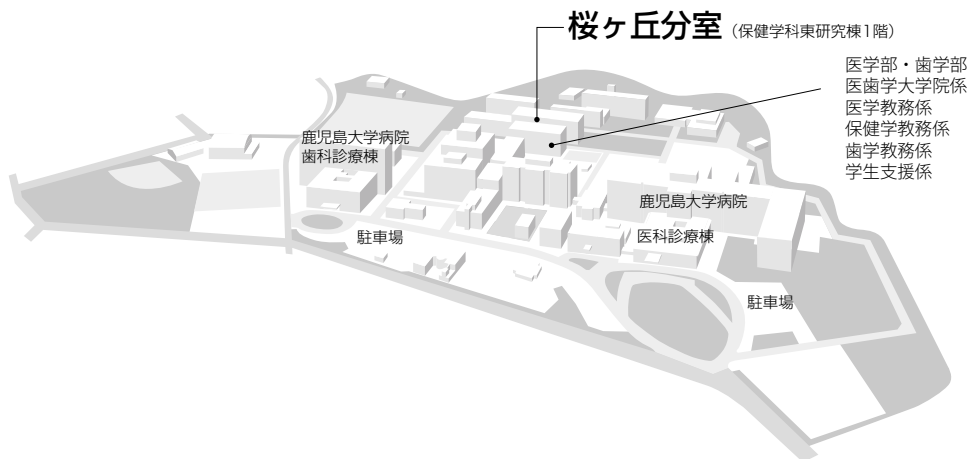 桜ヶ丘分室（保健学科東研究棟1階）
医学部・歯学部
医歯学大学院係
医学教務係
保健学教務係
歯学教務係
学生支援係
鹿児島大学病院
歯科診療棟
鹿児島大学病院
医科診療棟
駐車場
駐車場